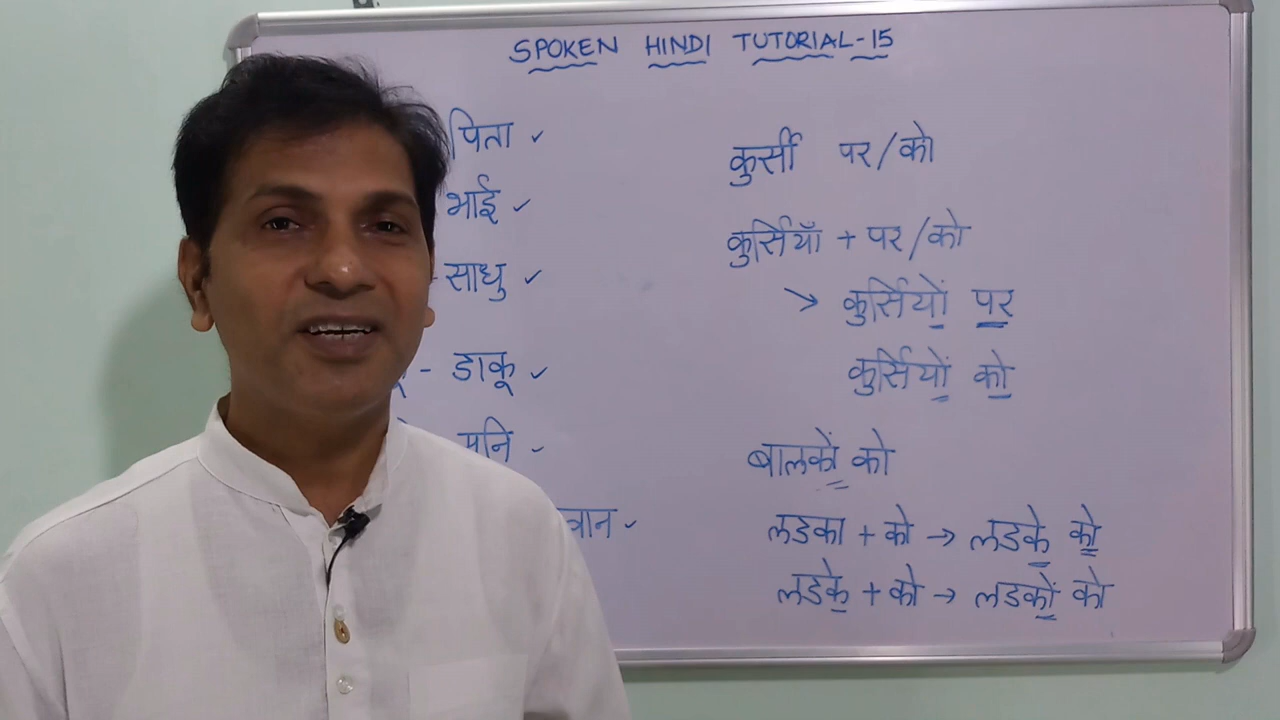 SPOKEN HINDI TUTORIAL-15
पिता ✓
भाई ✓
-साधु ✓
- डाकू ✓
वान ✓
कुर्सी पर/को
कुर्सियाँ + पर/को
→ कुर्सियों पर
कुर्सियों को
बालकों को
लडका + को → लडके को
लडके + को → लडकों को